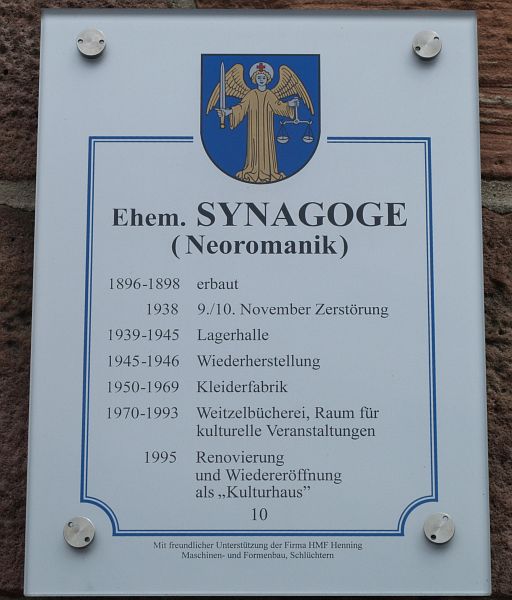 Ehem. SYNAGOGE
(Neoromanik)
1896-1898 erbaut
1938 9./10. November Zerstörung
1939-1945 Lagerhalle
1945-1946 Wiederherstellung
1950-1969 Kleiderfabrik
1970-1993 Weitzelbücherei, Raum für
kulturelle Veranstaltungen
1995 Renovierung
und Wiedereröffnung
als „Kulturhaus”
10
Mit freundlicher Unterstützung der Firma HMF Henning
Maschinen- und Formenbau, Schlüchtern